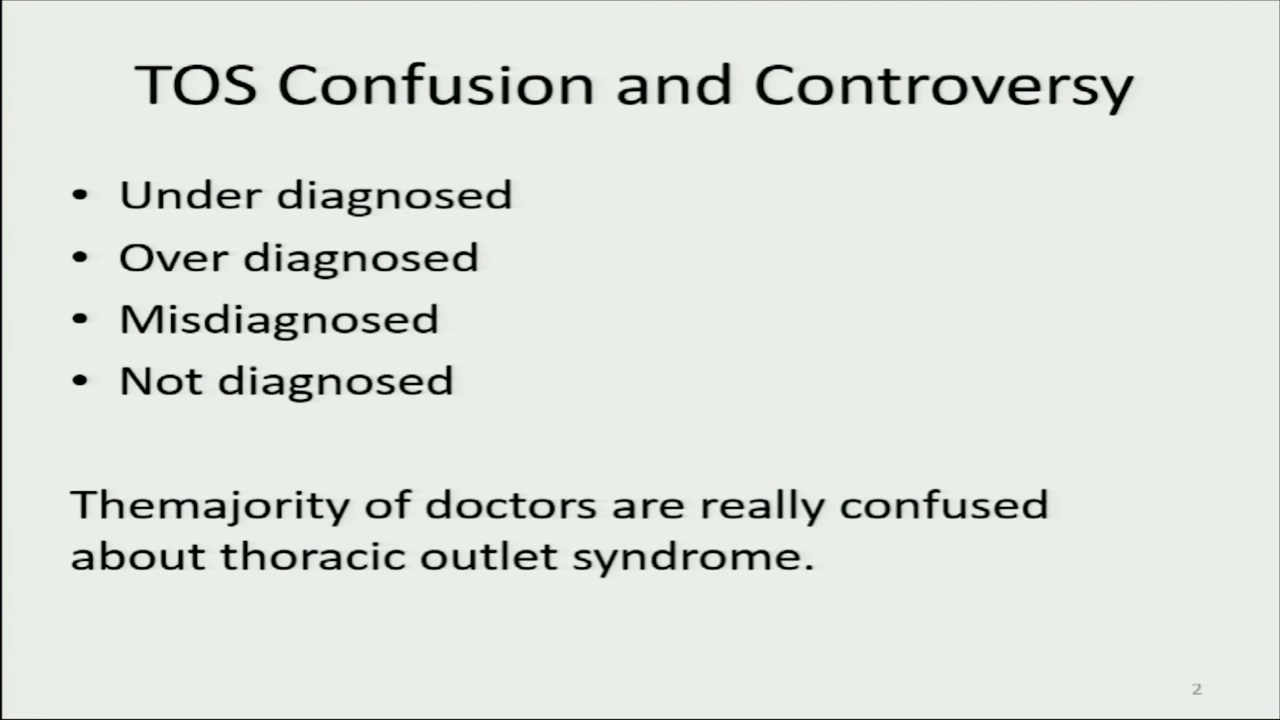 TOS Confusion and Controversy
• Under diagnosed
• Over diagnosed
• Misdiagnosed
• Not diagnosed
Themajority of doctors are really confused
about thoracic outlet syndrome.
2